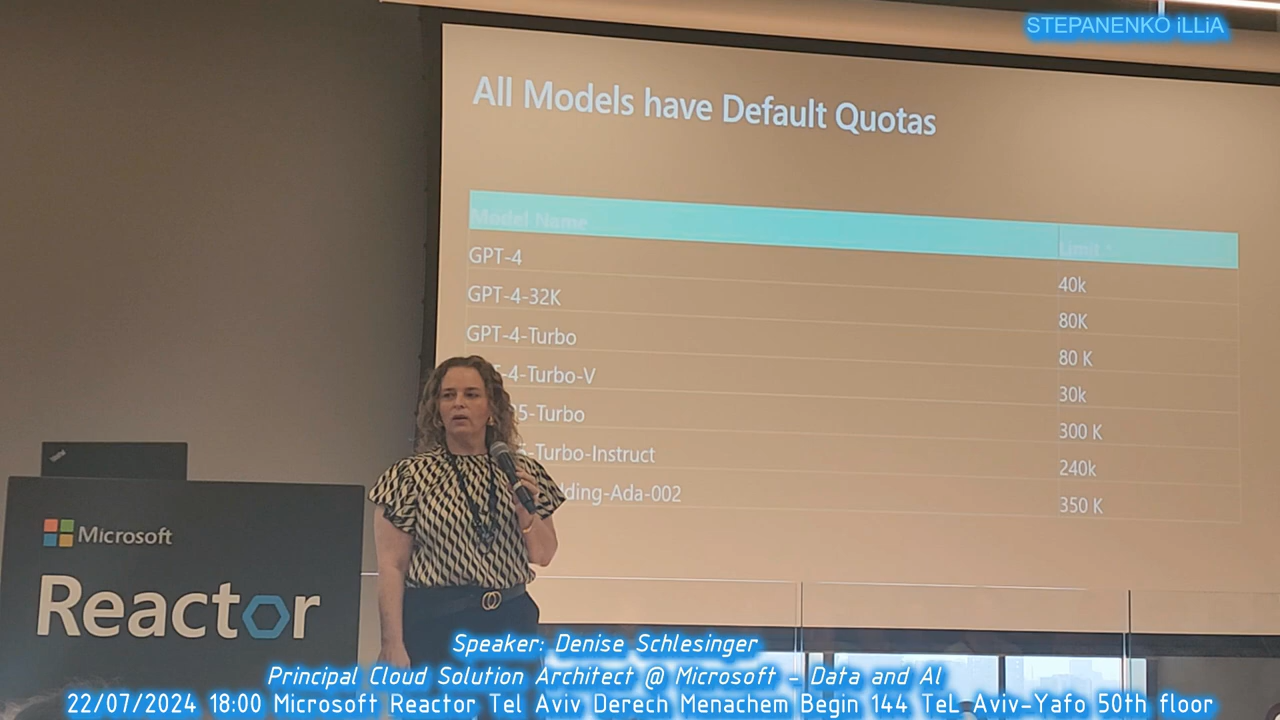 STEPANENKO iLLiA
All Models have Default Quotas
Model Name Limit *
GPT-4 40k
GPT-4-32K 80K
GPT-4-Turbo 80 K
-4-Turbo-V 30k
5-Turbo 300 K
-Turbo-Instruct 240k
dding-Ada-002 350 K
Microsoft
Reactor
Speaker: Denise Schlesinger
Principal Cloud Solution Architect @ Microsoft - Data and AI
22/07/2024 18:00 Microsoft Reactor Tel Aviv Derech Menachem Begin 144 TeL Aviv-Yafo 50th floor